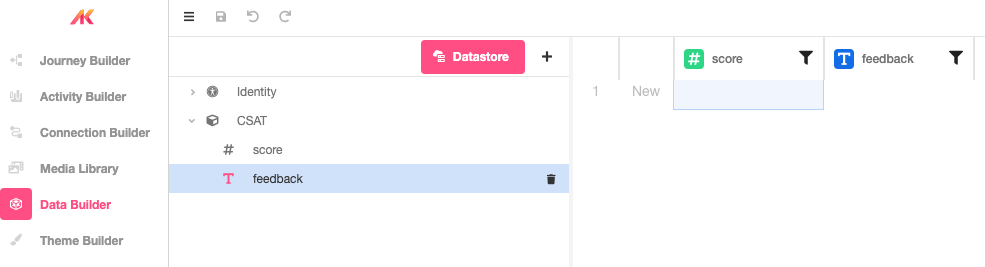 Datastore
score
feedback
Journey Builder
Activity Builder
Connection Builder
Media Library
Data Builder
Theme Builder
Identity
CSAT
# score
T feedback
1 New